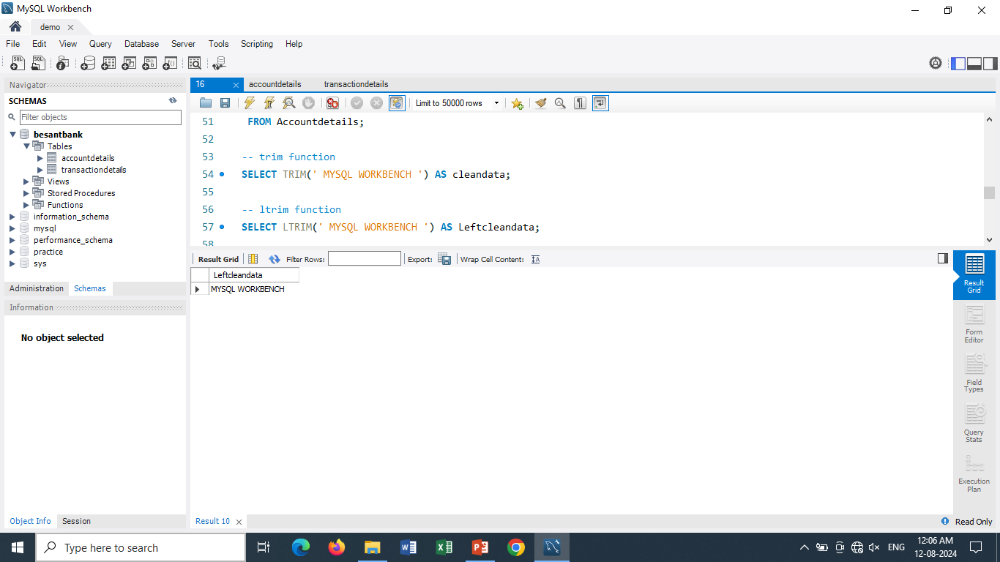 MySQL Workbench
demo
File Edit View Query Database Server Tools Scripting Help
Navigator
SCHEMAS
Filter objects
besantbank
Tables
accountdetails
transactiondetails
Views
Stored Procedures
Functions
information_schema
mysql
performance_schema
practice
sys
Administration Schemas
Information
No object selected
Object Info Session
16 accountdetails transactiondetails
Limit to 50000 rows
51 FROM Accountdetails;
52
53 -- trim function
54 SELECT TRIM(' MYSQL WORKBENCH ') AS cleandata;
55
56 -- ltrim function
57 SELECT LTRIM(' MYSQL WORKBENCH ') AS Leftcleandata;
58
Result Grid Filter Rows: Export: Wrap Cell Content:
Leftcleandata
MYSQL WORKBENCH
Result
Grid
Form
Editor
Field
Types
Query
Stats
Execution
Plan
Result 10
Read Only
Type here to search
ENG
12:06 AM
12-08-2024